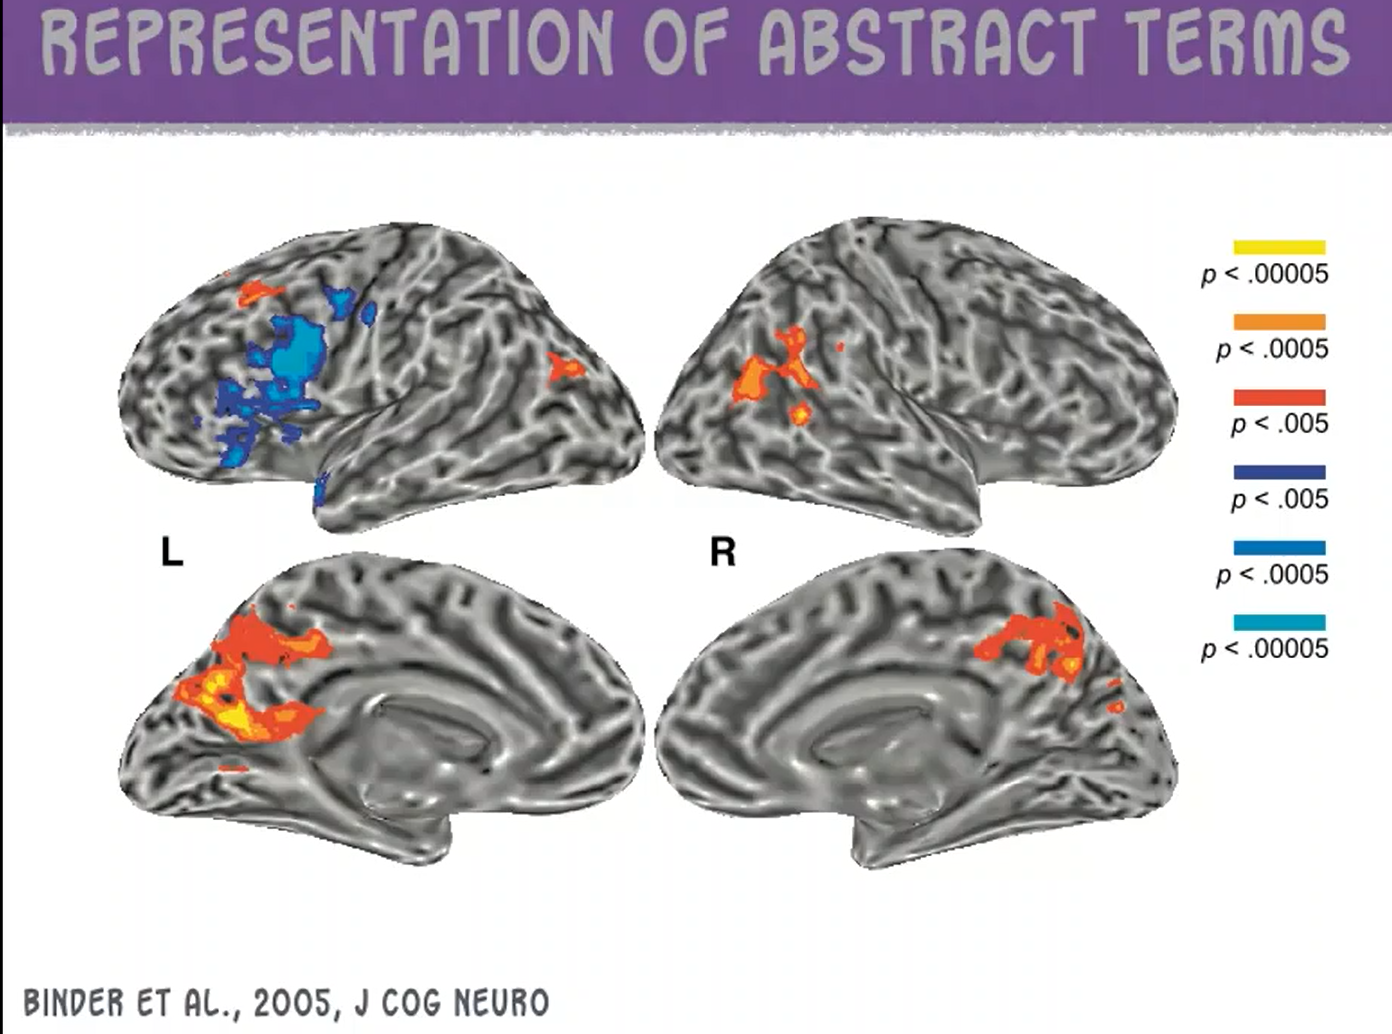 REPRESENTATION OF ABSTRACT TERMS
p < .00005
p < .0005
p < .005
p < .005
p < .0005
p < .00005
L
R
BINDER ET AL., 2005, J COG NEURO